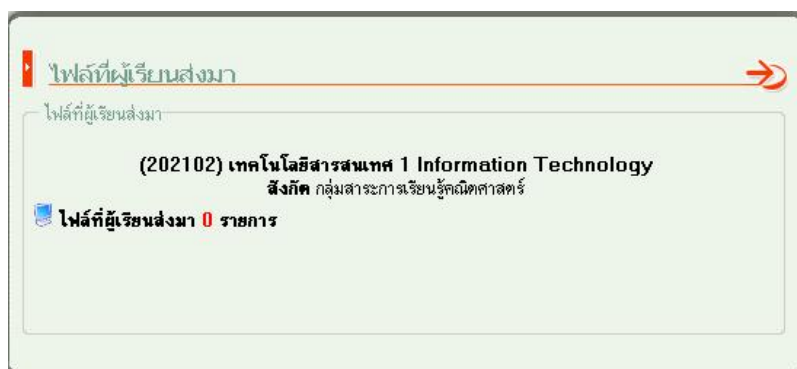 ไฟล์ที่ผู้เรียนส่งมา
ไฟล์ที่ผู้เรียนส่งมา
(202102) เทคโนโลยีสารสนเทศ 1 Information Technology
สังกัด กลุ่มสาระการเรียนรู้คณิตศาสตร์
ไฟล์ที่ผู้เรียนส่งมา 0 รายการ